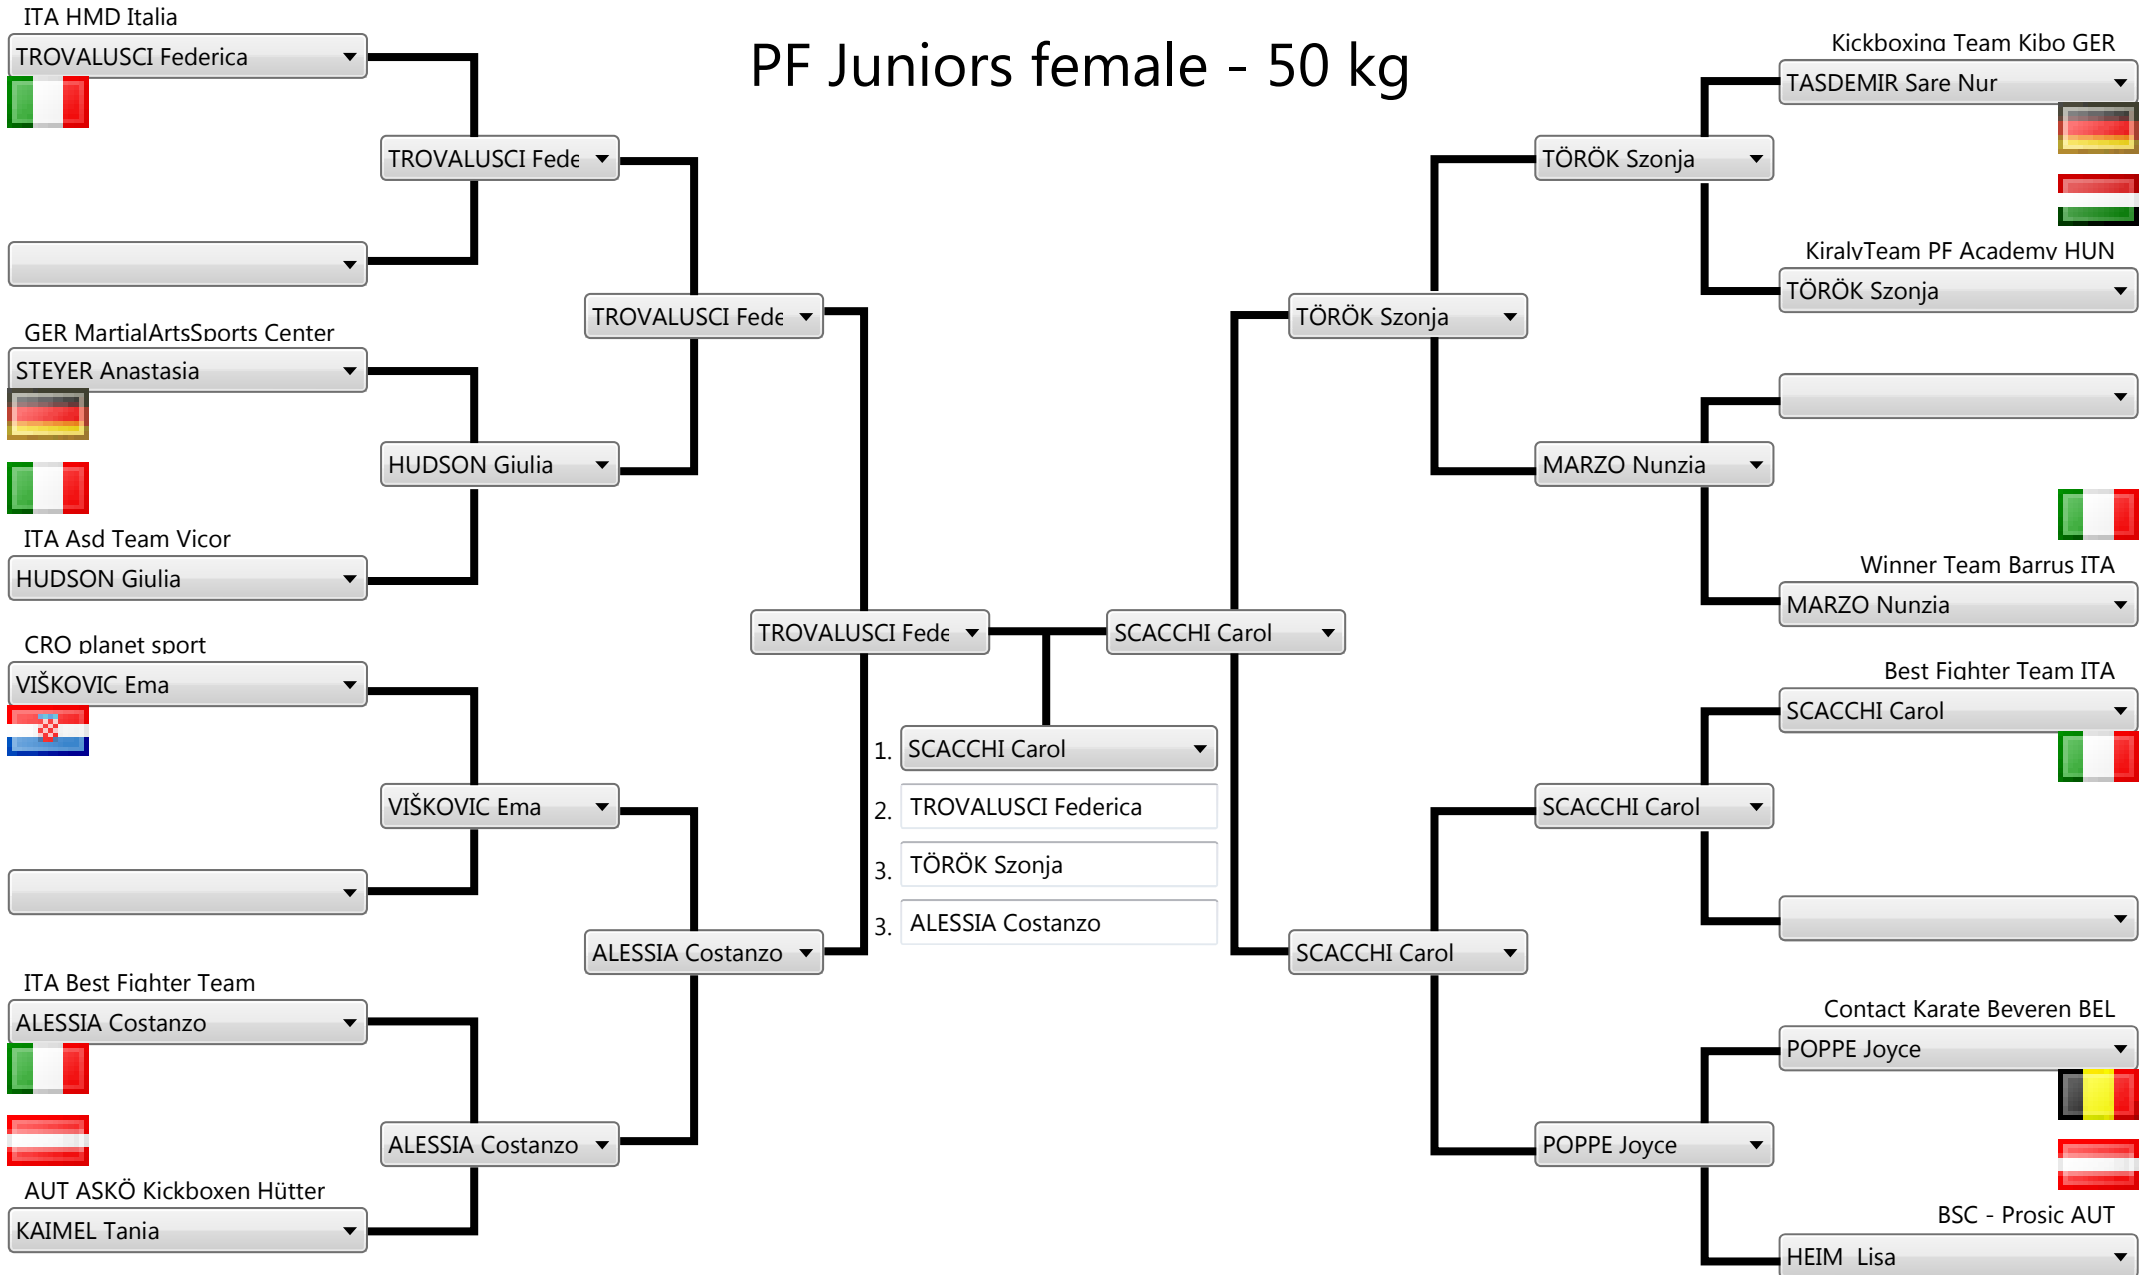 PF Juniors female - 50 kg
ITA HMD Italia
TROVALUSCI Federica
GER MartialArtsSports Center
STEYER Anastasia
ITA Asd Team Vicor
HUDSON Giulia
CRO planet sport
VIŠKOVIC Ema
ITA Best Fighter Team
ALESSIA Costanzo
AUT ASKÖ Kickboxen Hütter
KAIMEL Tania
TROVALUSCI Fede
HUDSON Giulia
VIŠKOVIC Ema
ALESSIA Costanzo
TROVALUSCI Fede
ALESSIA Costanzo
TROVALUSCI Fede
SCACCHI Carol
1. SCACCHI Carol
2. TROVALUSCI Federica
3. TÖRÖK Szonja
3. ALESSIA Costanzo
TÖRÖK Szonja
SCACCHI Carol
TÖRÖK Szonja
MARZO Nunzia
SCACCHI Carol
POPPE Joyce
Kickboxing Team Kibo GER
TASDEMIR Sare Nur
KiralyTeam PF Academy HUN
TÖRÖK Szonja
Winner Team Barrus ITA
MARZO Nunzia
Best Fighter Team ITA
SCACCHI Carol
Contact Karate Beveren BEL
POPPE Joyce
BSC - Prosic AUT
HEIM Lisa